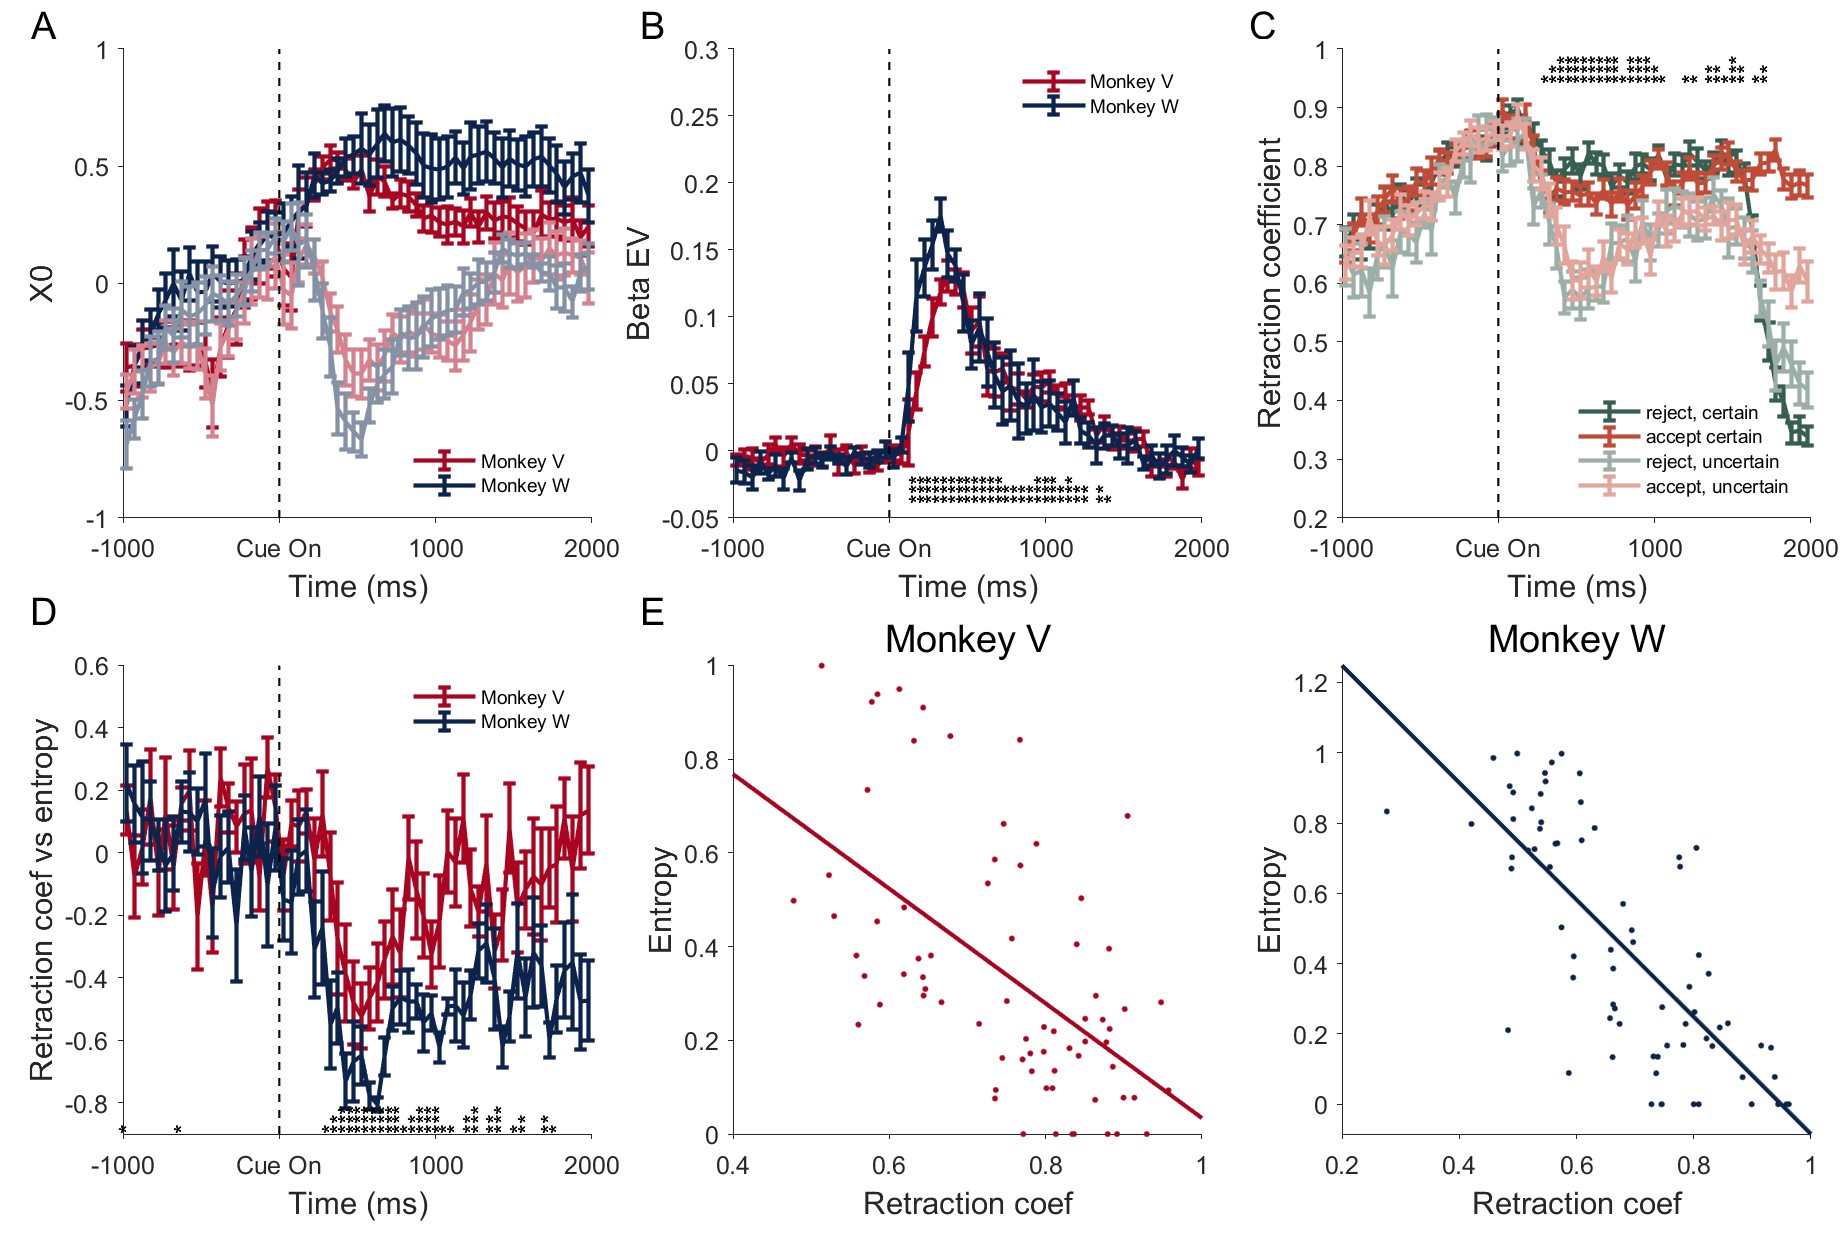 A
1
0.5
0
-0.5
-1
X0
Monkey V
Monkey W
-1000
Cue On
1000
2000
Time (ms)
B
0.3
0.25
0.2
0.15
0.1
0.05
0
-0.05
Beta EV
Monkey V
Monkey W
-1000
Cue On
1000
2000
Time (ms)
C
1
0.9
0.8
0.7
0.6
0.5
0.4
0.3
0.2
Retraction coefficient
reject, certain
accept certain
reject, uncertain
accept, uncertain
-1000
Cue On
1000
2000
Time (ms)
D
0.6
0.4
0.2
0
-0.2
-0.4
-0.6
-0.8
Retraction coef vs entropy
Monkey V
Monkey W
-1000
Cue On
1000
2000
Time (ms)
E
Monkey V
1
0.8
0.6
0.4
0.2
0
Entropy
0.4
0.6
0.8
1
Retraction coef
Monkey W
1.2
1
0.8
0.6
0.4
0.2
0
Entropy
0.2
0.4
0.6
0.8
1
Retraction coef